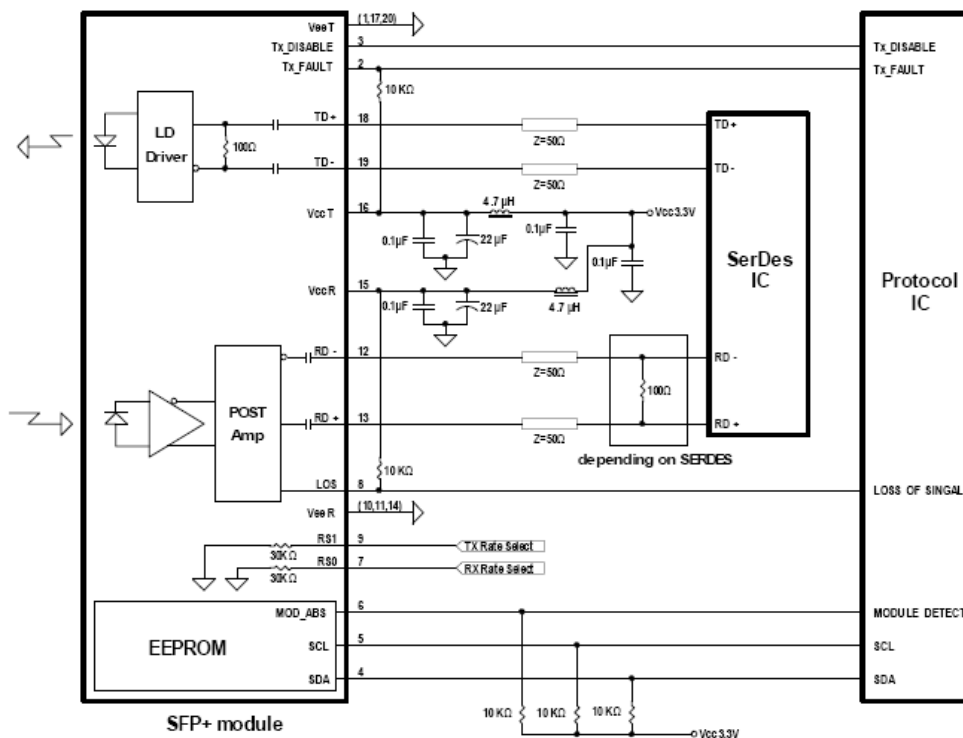 VeeT
(1,17,20)
Tx_DISABLE
3
Tx_DISABLE
Tx_FAULT
2
Tx_FAULT
10 KΩ
LD
Driver
100Ω
TD+
18
Z=50Ω
TD+
TD-
19
Z=50Ω
TD-
VccT
16
4.7 µH
Vcc3.3V
0.1µF
22 µF
0.1µF
0.1µF
SerDes
IC
Protocol
IC
VccR
15
0.1µF
22 µF
4.7 µH
RD -
12
Z=50Ω
RD -
100Ω
POST
Amp
RD +
13
Z=50Ω
RD +
depending on SERDES
10 KΩ
LOS
8
LOSS OF SINGAL
VeeR
(10,11,14)
RS1
9
30KΩ
TX Rate Select
RS0
7
30KΩ
RX Rate Select
EEPROM
MOD_ABS
6
MODULE DETECT
SCL
5
SCL
SDA
4
SDA
10 KΩ
10 KΩ
10 KΩ
Vcc3.3V
SFP+ module